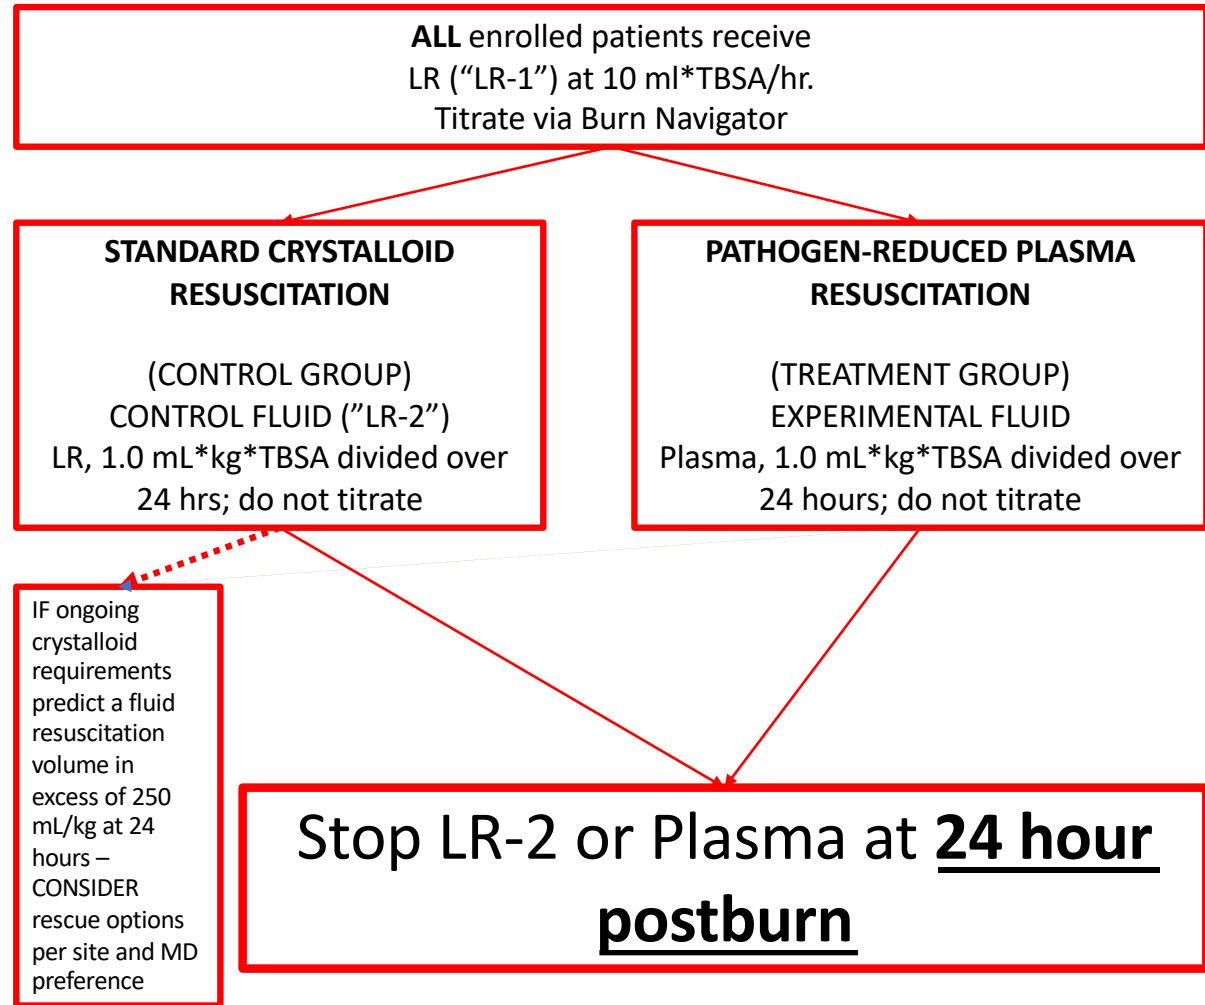 ALL enrolled patients receive
LR (“LR-1”) at 10 ml*TBSA/hr.
Titrate via Burn Navigator
STANDARD CRYSTALLOID
RESUSCITATION
(CONTROL GROUP)
CONTROL FLUID (”LR-2”)
LR, 1.0 mL*kg*TBSA divided over
24 hrs; do not titrate
PATHOGEN-REDUCED PLASMA
RESUSCITATION
(TREATMENT GROUP)
EXPERIMENTAL FLUID
Plasma, 1.0 mL*kg*TBSA divided over
24 hours; do not titrate
IF ongoing
crystalloid
requirements
predict a fluid
resuscitation
volume in
excess of 250
mL/kg at 24
hours –
CONSIDER
rescue options
per site and MD
preference
Stop LR-2 or Plasma at 24 hour
postburn